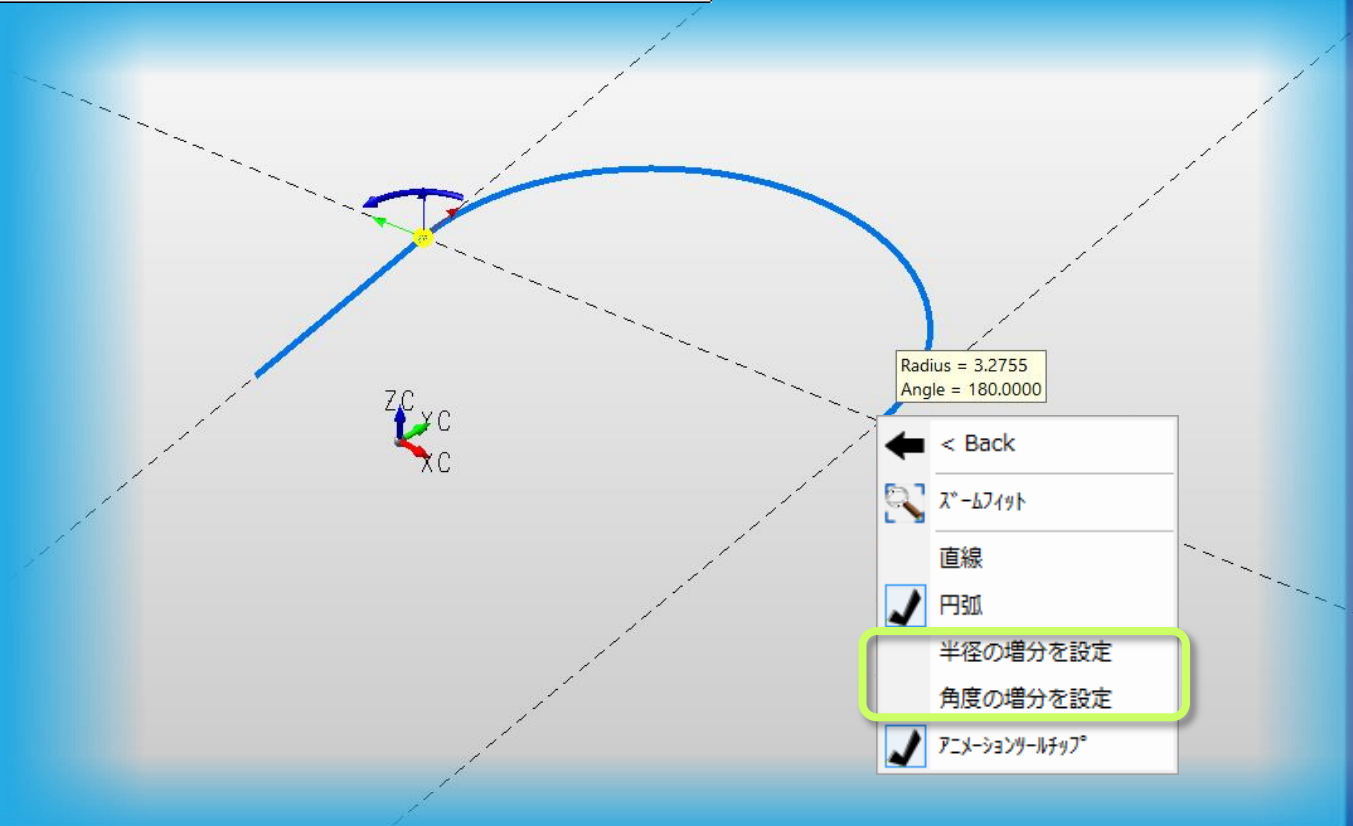 Radius = 3.2755
Angle = 180.0000
ZC
YC
XC
< Back
ｽﾞｰﾑﾌｨｯﾄ
直線
円弧
半径の増分を設定
角度の増分を設定
ｱﾆﾒｰｼｮﾝﾂｰﾙﾁｯﾌﾟ